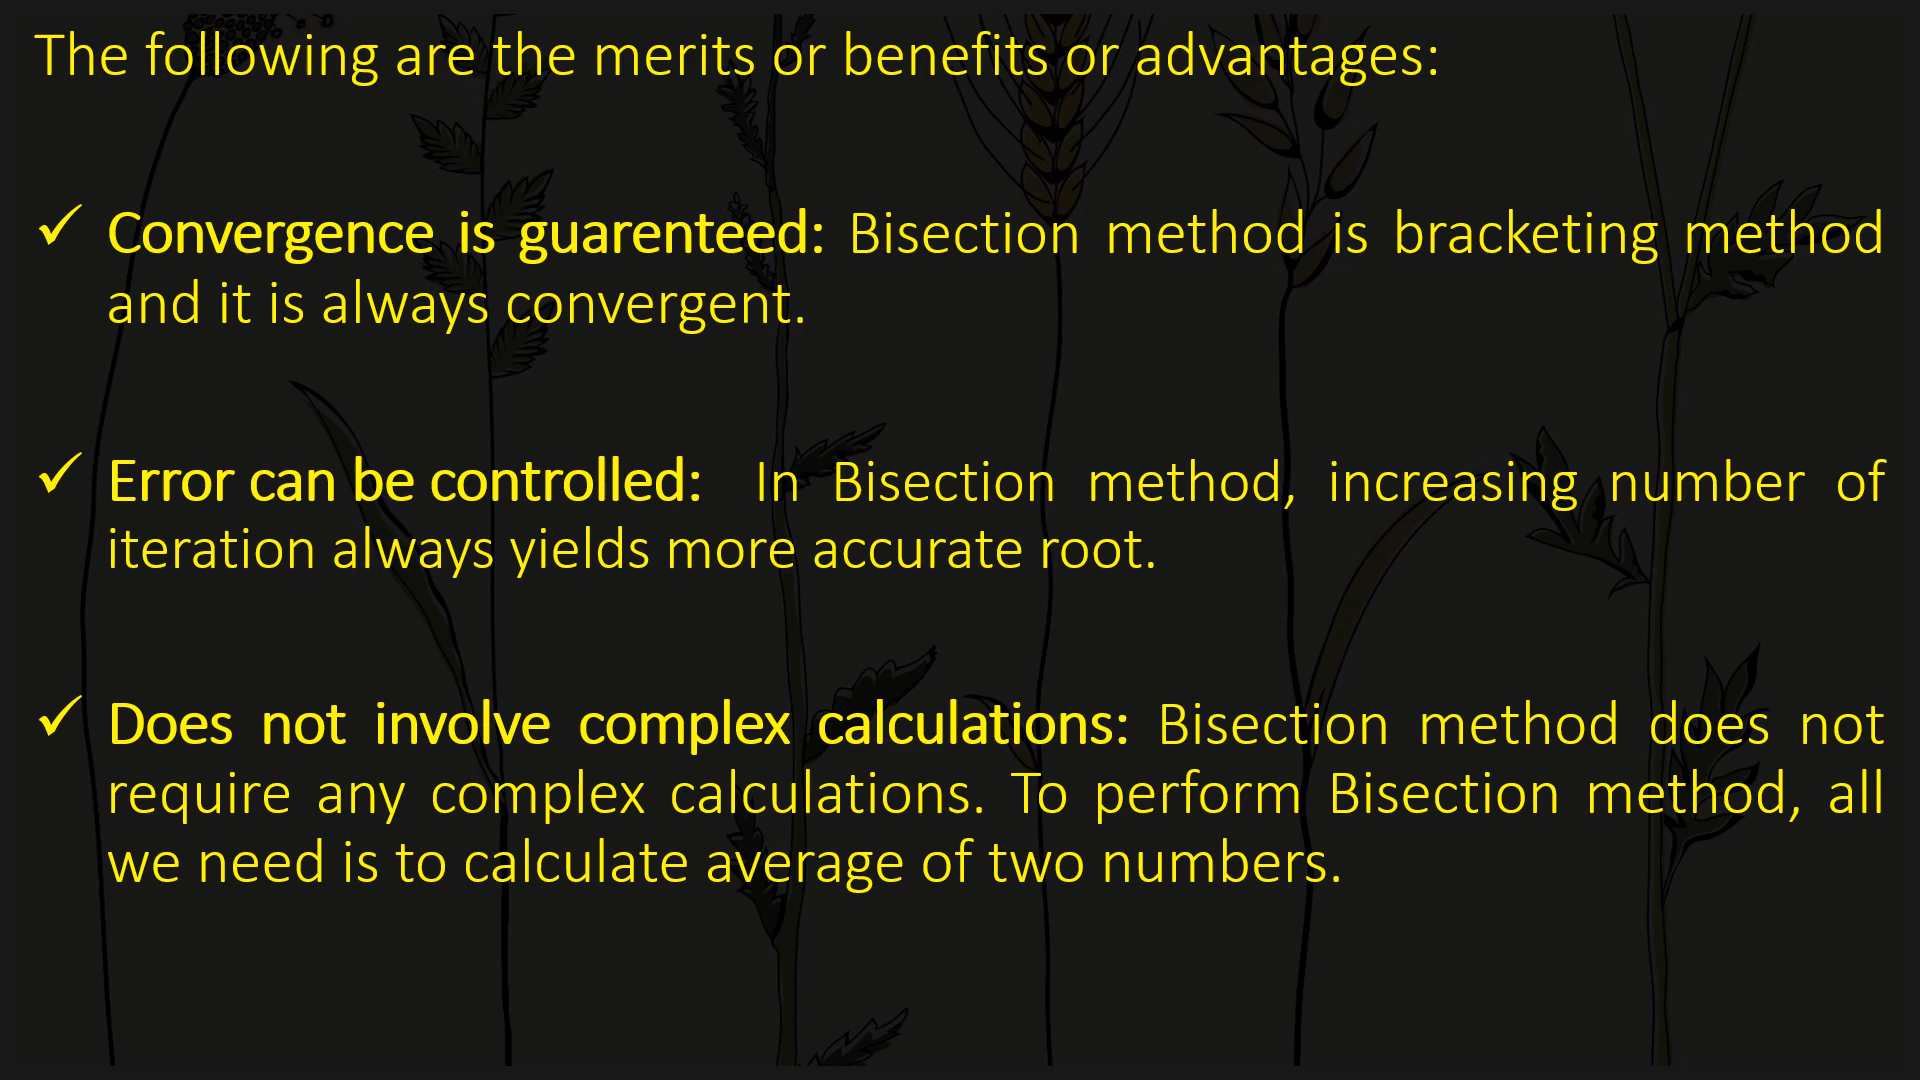 The following are the merits or benefits or advantages:
✓ Convergence is guarenteed: Bisection method is bracketing method
and it is always convergent.
✓ Error can be controlled: In Bisection method, increasing number of
iteration always yields more accurate root.
✓ Does not involve complex calculations: Bisection method does not
require any complex calculations. To perform Bisection method, all
we need is to calculate average of two numbers.